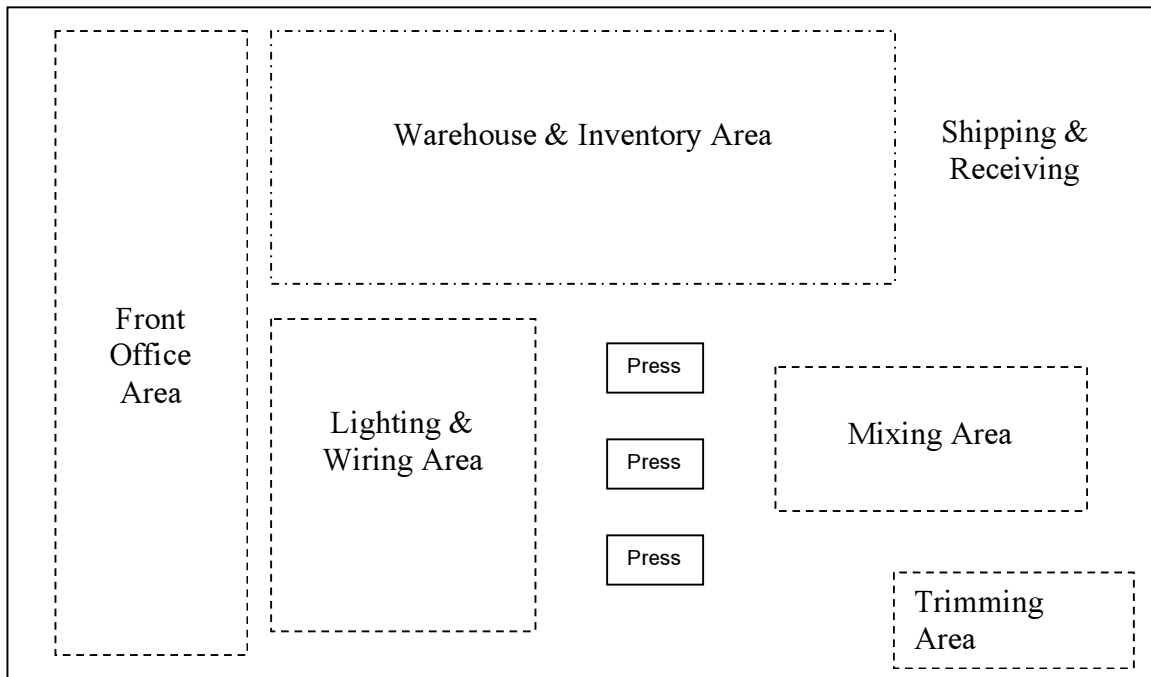 Warehouse & Inventory Area
Shipping &
Receiving
Front
Office
Area
Lighting &
Wiring Area
Press
Press
Press
Mixing Area
Trimming
Area